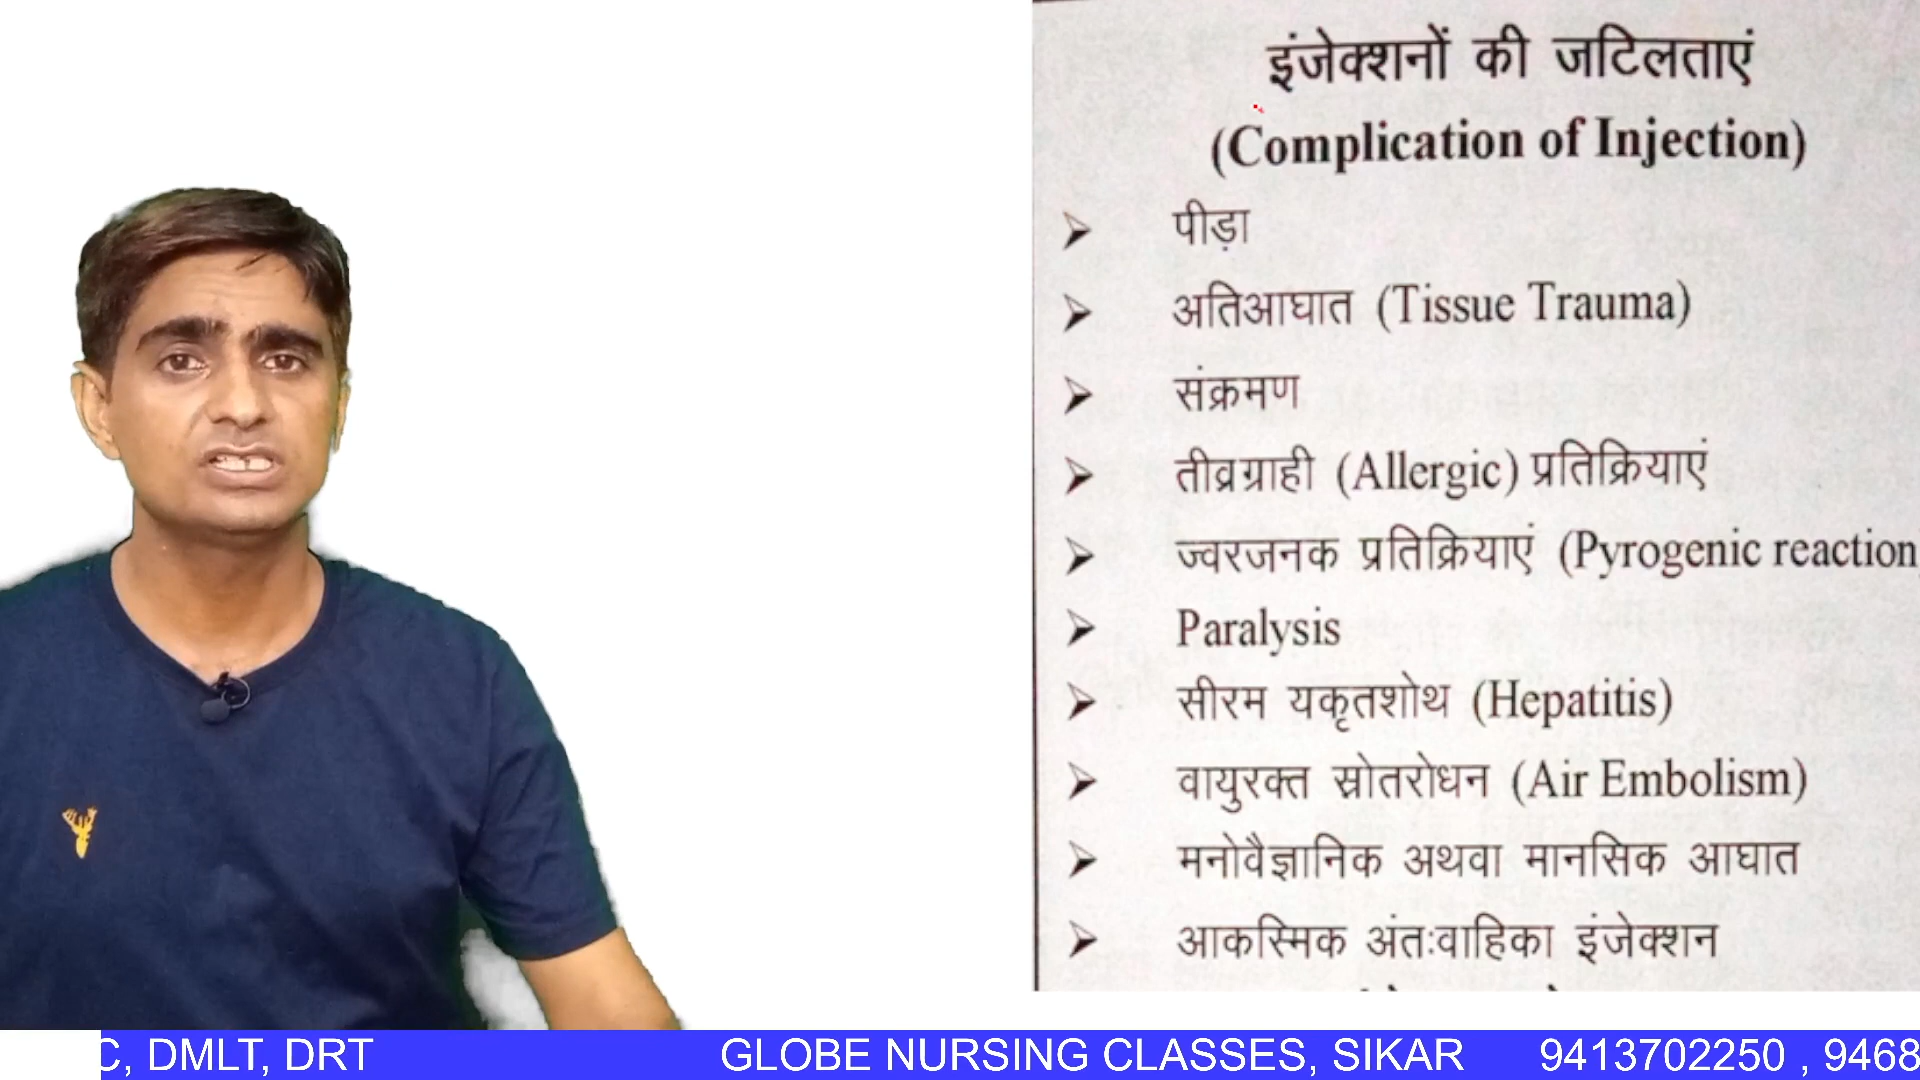 इंजेक्शनों की जटिलताएं
(Complication of Injection)
➤ पीड़ा
➤ अतिआघात (Tissue Trauma)
➤ संक्रमण
➤ तीव्रग्राही (Allergic) प्रतिक्रियाएं
➤ ज्वरजनक प्रतिक्रियाएं (Pyrogenic reaction
➤ Paralysis
➤ सीरम यकृतशोथ (Hepatitis)
➤ वायुरक्त स्रोतरोधन (Air Embolism)
➤ मनोवैज्ञानिक अथवा मानसिक आघात
➤ आकस्मिक अंतःवाहिका इंजेक्शन
C, DMLT, DRT GLOBE NURSING CLASSES, SIKAR 9413702250 , 9468